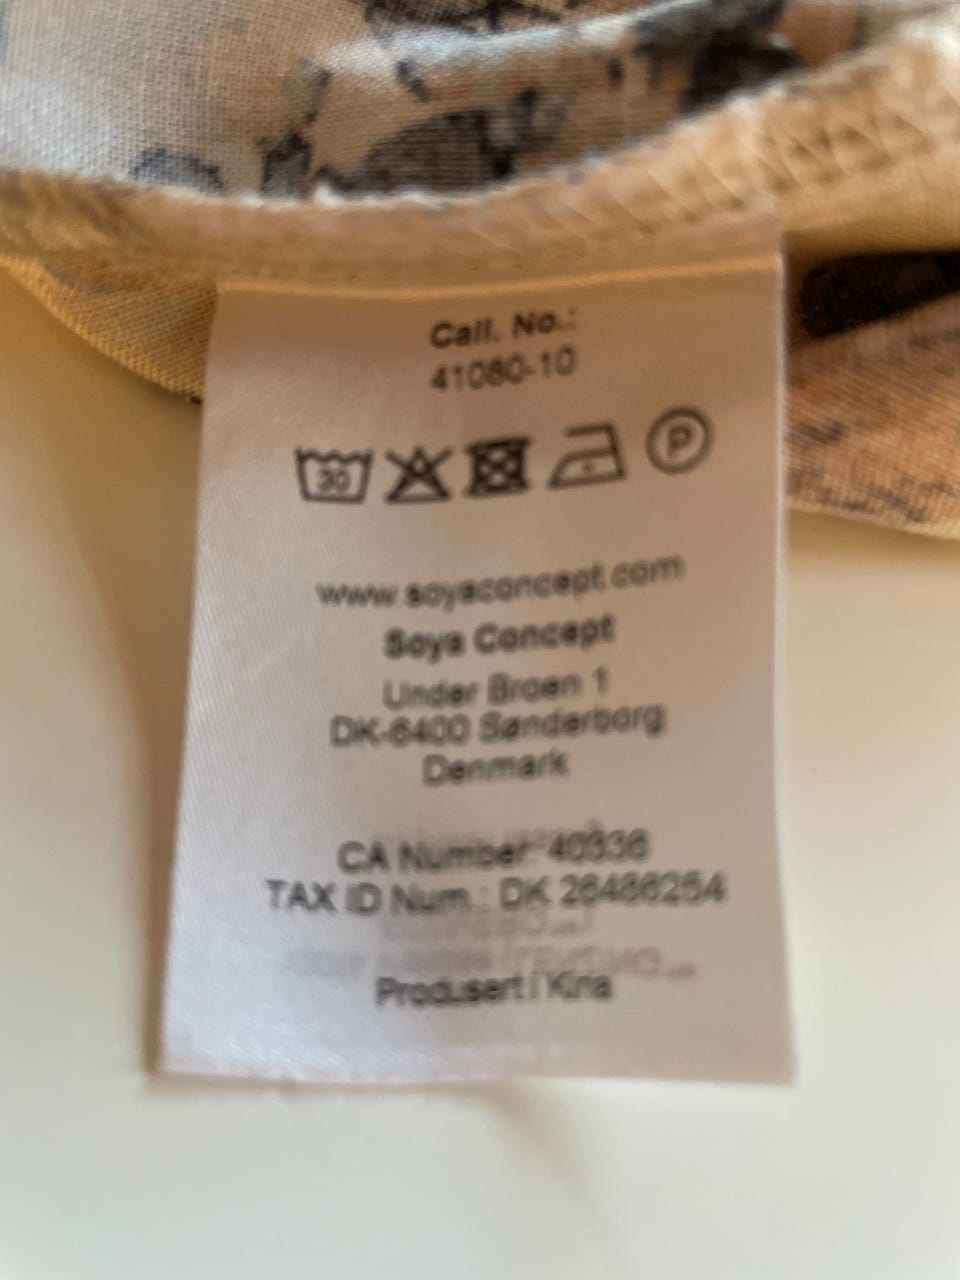 Call. No.:
41080-10
30
P
www.soyaconcept.com
Soya Concept
Under Broen 1
DK-6400 Sønderborg
Denmark
CA Number: 40336
TAX ID Num.: DK 26486254
Produsert i Kina